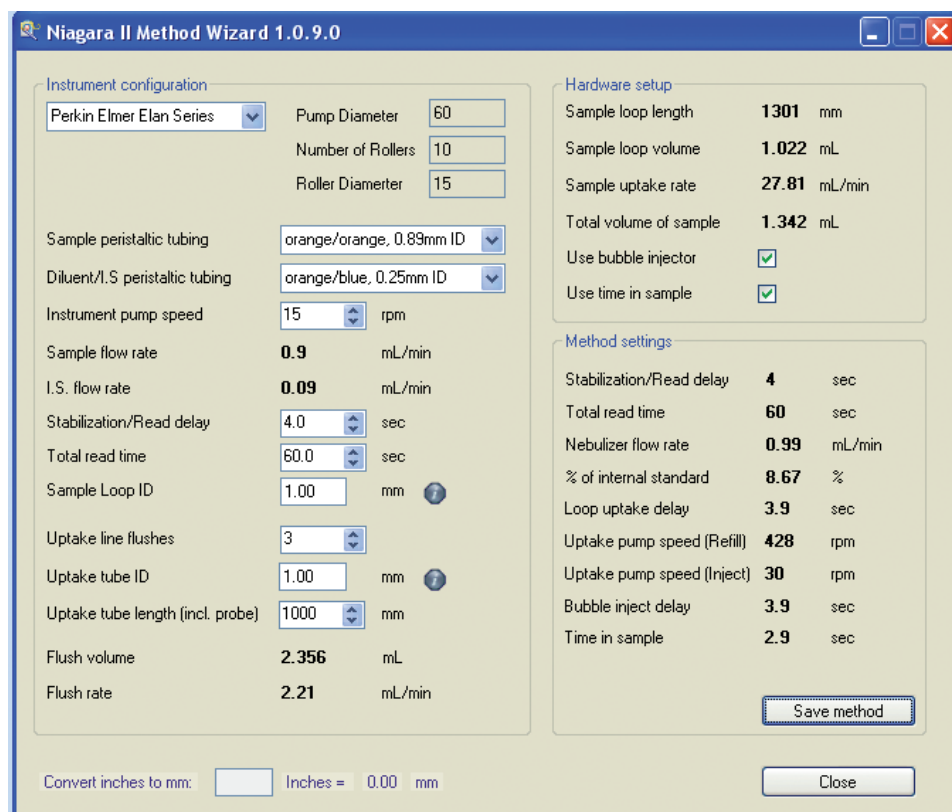 Niagara II Method Wizard 1.0.9.0
Instrument configuration
Perkin Elmer Elan Series
Pump Diameter 60
Number of Rollers 10
Roller Diamerter 15
Sample peristaltic tubing orange/orange, 0.89mm ID
Diluent/I.S peristaltic tubing orange/blue, 0.25mm ID
Instrument pump speed 15 rpm
Sample flow rate 0.9 mL/min
I.S. flow rate 0.09 mL/min
Stabilization/Read delay 4.0 sec
Total read time 60.0 sec
Sample Loop ID 1.00 mm i
Uptake line flushes 3
Uptake tube ID 1.00 mm i
Uptake tube length (incl. probe) 1000 mm
Flush volume 2.356 mL
Flush rate 2.21 mL/min
Hardware setup
Sample loop length 1301 mm
Sample loop volume 1.022 mL
Sample uptake rate 27.81 mL/min
Total volume of sample 1.342 mL
Use bubble injector
Use time in sample
Method settings
Stabilization/Read delay 4 sec
Total read time 60 sec
Nebulizer flow rate 0.99 mL/min
% of internal standard 8.67 %
Loop uptake delay 3.9 sec
Uptake pump speed (Refill) 428 rpm
Uptake pump speed (Inject) 30 rpm
Bubble inject delay 3.9 sec
Time in sample 2.9 sec
Save method
Convert inches to mm: Inches = 0.00 mm
Close